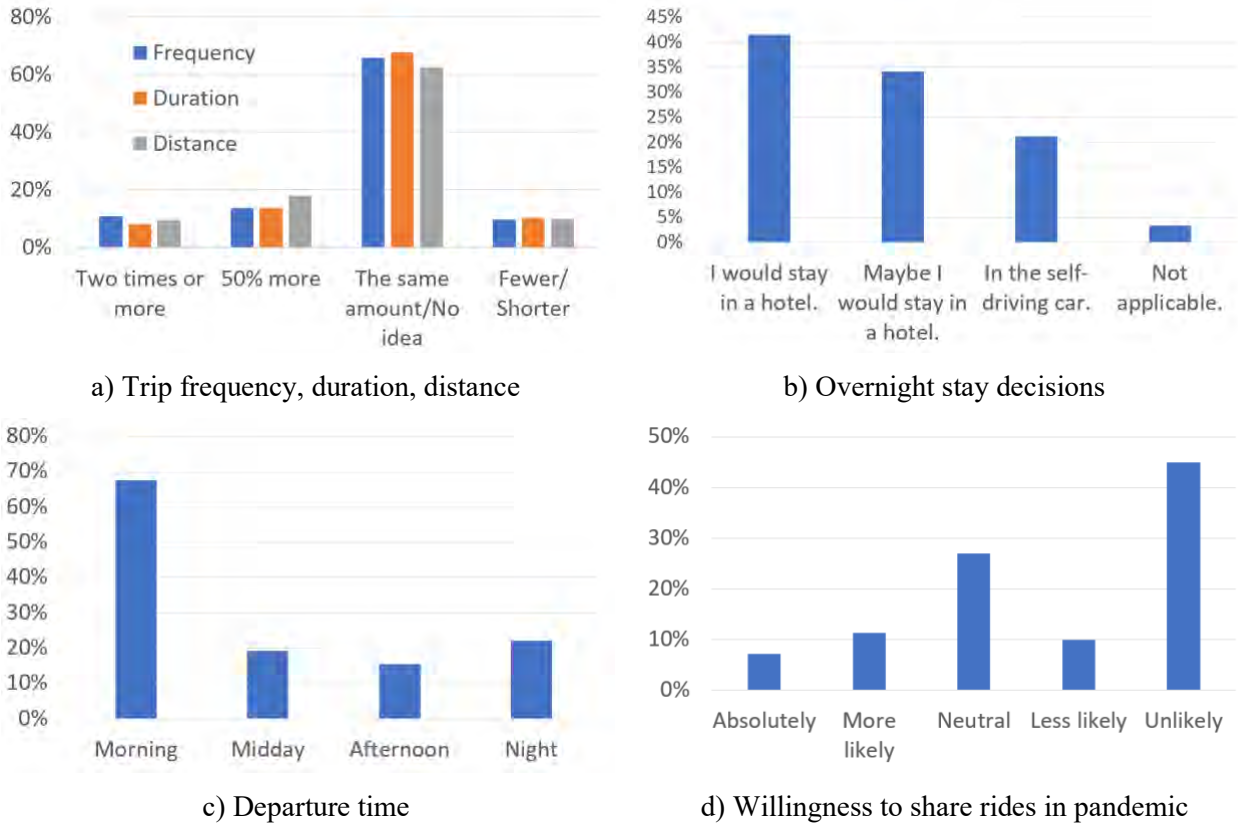 80%
60%
40%
20%
0%
Frequency
Duration
Distance
Two times or
more
50% more
The same
amount/No
idea
Fewer/
Shorter
a) Trip frequency, duration, distance
45%
40%
35%
30%
25%
20%
15%
10%
5%
0%
I would stay
in a hotel.
Maybe I
would stay in
a hotel.
In the self-
driving car.
Not
applicable.
b) Overnight stay decisions
80%
70%
60%
50%
40%
30%
20%
10%
0%
Morning
Midday
Afternoon
Night
c) Departure time
50%
40%
30%
20%
10%
0%
Absolutely
More
likely
Neutral
Less likely
Unlikely
d) Willingness to share rides in pandemic